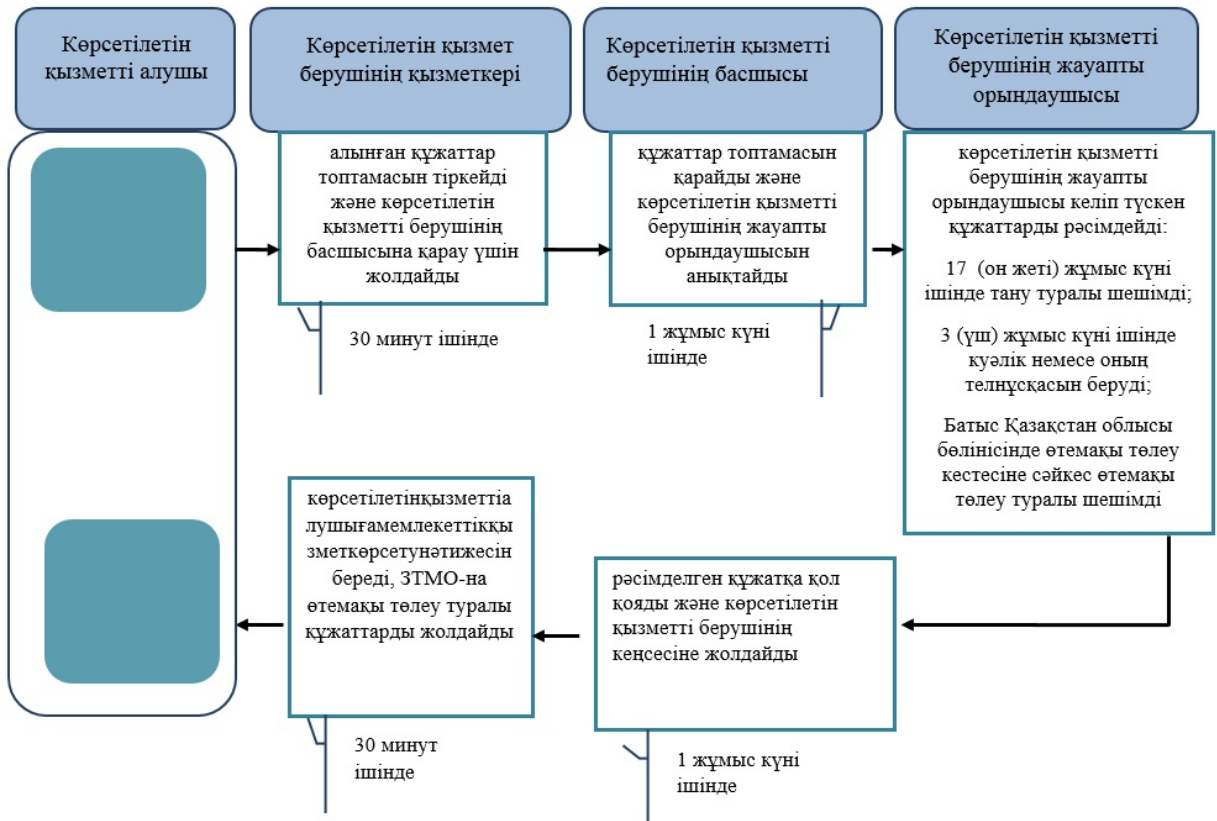 Көрсетілетін
қызметті алушы
Көрсетілетін қызмет
берушінің қызметкері
Көрсетілетін қызметті
берушінің басшысы
Көрсетілетін қызметті
берушінің жауапты
орындаушысы
алынған құжаттар
топтамасын тіркейді
және көрсетілетін
қызметті берушінің
басшысына қарау үшін
жолдайды
30 минут ішінде
құжаттар топтамасын
қарайды және
көрсетілетін қызметті
берушінің жауапты
орындаушысын
анықтайды
1 жұмыс күні
ішінде
көрсетілетін қызметті
берушінің жауапты
орындаушысы келіп түскен
құжаттарды рәсімдейді:
17 (он жеті) жұмыс күні
ішінде тану туралы шешімді;
3 (үш) жұмыс күні ішінде
куәлік немесе оның
телнұсқасын беруді;
Батыс Қазақстан облысы
бөлінісінде өтемақы төлеу
кестесіне сәйкес өтемақы
төлеу туралы шешімді
рәсімделген құжатқа қол
қояды және көрсетілетін
қызметті берушінің
кеңсесіне жолдайды
1 жұмыс күні
ішінде
көрсетілетінқызметтіа
лушығамемлекеттікқы
зметкөрсетунәтижесін
береді, ЗТМО-на
өтемақы төлеу туралы
құжаттарды жолдайды
30 минут
ішінде